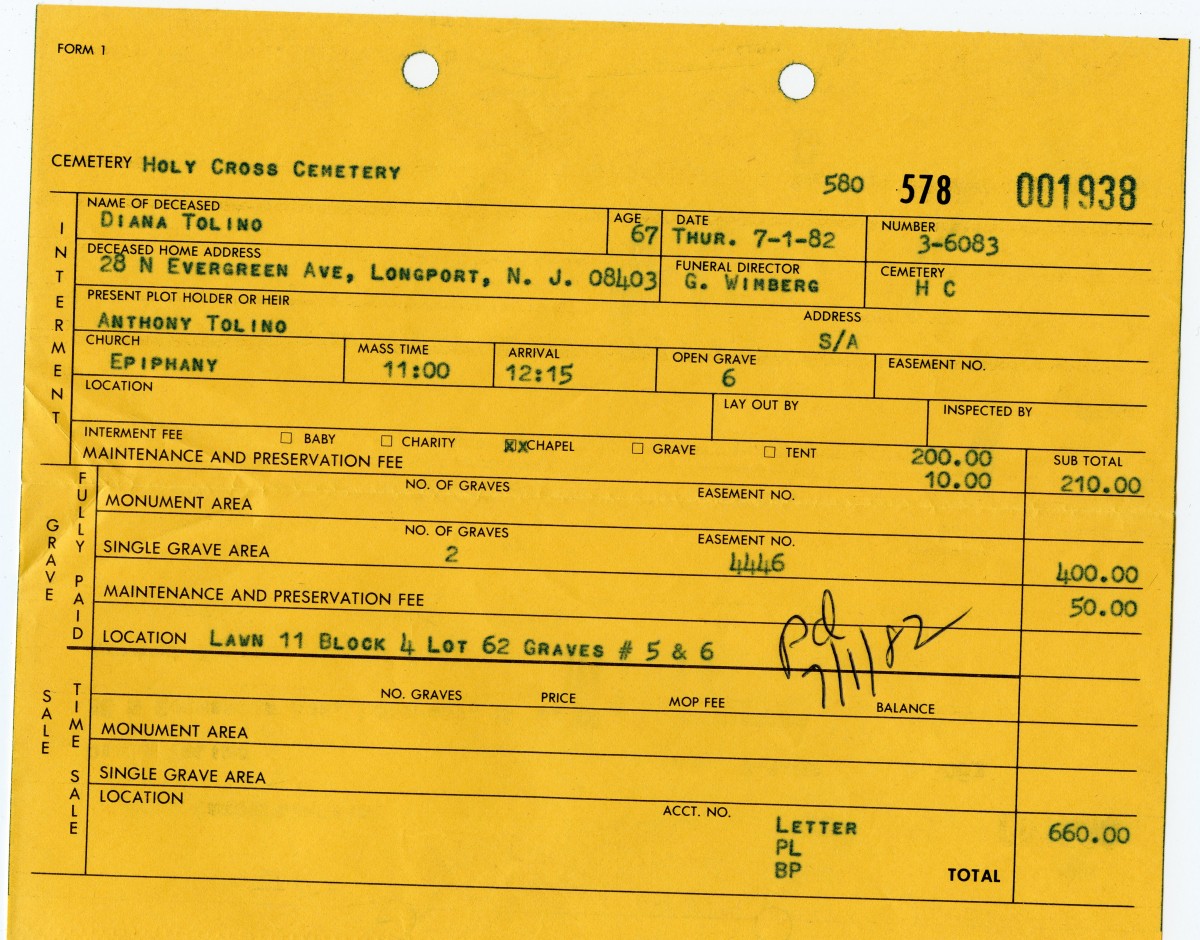 FORM 1
CEMETERY HOLY CROSS CEMETERY
580 578 001938
INTERMENT
NAME OF DECEASED AGE DATE NUMBER
DIANA TOLINO 67 THUR. 7-1-82 3-6083
DECEASED HOME ADDRESS FUNERAL DIRECTOR CEMETERY
28 N EVERGREEN AVE, LONGPORT, N. J. 08403 G. WIMBERG H C
PRESENT PLOT HOLDER OR HEIR ADDRESS
ANTHONY TOLINO S/A
CHURCH MASS TIME ARRIVAL OPEN GRAVE EASEMENT NO.
EPIPHANY 11:00 12:15 6
LOCATION LAY OUT BY INSPECTED BY
INTERMENT FEE ☐ BABY ☐ CHARITY XX CHAPEL ☐ GRAVE ☐ TENT 200.00 SUB TOTAL
MAINTENANCE AND PRESERVATION FEE 10.00 210.00
GRAVE SALE
FULLY PAID
NO. OF GRAVES EASEMENT NO.
MONUMENT AREA
NO. OF GRAVES EASEMENT NO.
SINGLE GRAVE AREA 2 4446 400.00
MAINTENANCE AND PRESERVATION FEE 50.00
LOCATION LAWN 11 BLOCK 4 LOT 62 GRAVES # 5 & 6
pd 7/1/82
TIME SALE
NO. GRAVES PRICE MOP FEE BALANCE
MONUMENT AREA
SINGLE GRAVE AREA
LOCATION ACCT. NO.
LETTER 660.00
PL
BP TOTAL